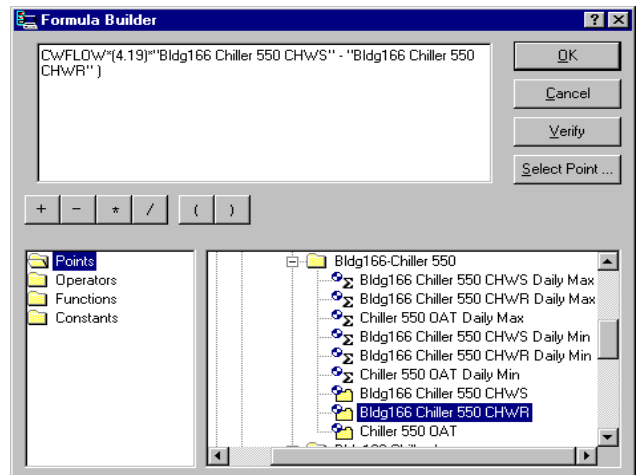 Formula Builder
CWFLOW*(4.19)*"Bldg166 Chiller 550 CHWS" - "Bldg166 Chiller 550
CHWR" )
OK
Cancel
Verify
Select Point ...
+ - * / ( )
Points
Operators
Functions
Constants
Bldg166-Chiller 550
Bldg166 Chiller 550 CHWS Daily Max
Bldg166 Chiller 550 CHWR Daily Max
Chiller 550 OAT Daily Max
Bldg166 Chiller 550 CHWS Daily Min
Bldg166 Chiller 550 CHWR Daily Min
Chiller 550 OAT Daily Min
Bldg166 Chiller 550 CHWS
Bldg166 Chiller 550 CHWR
Chiller 550 OAT